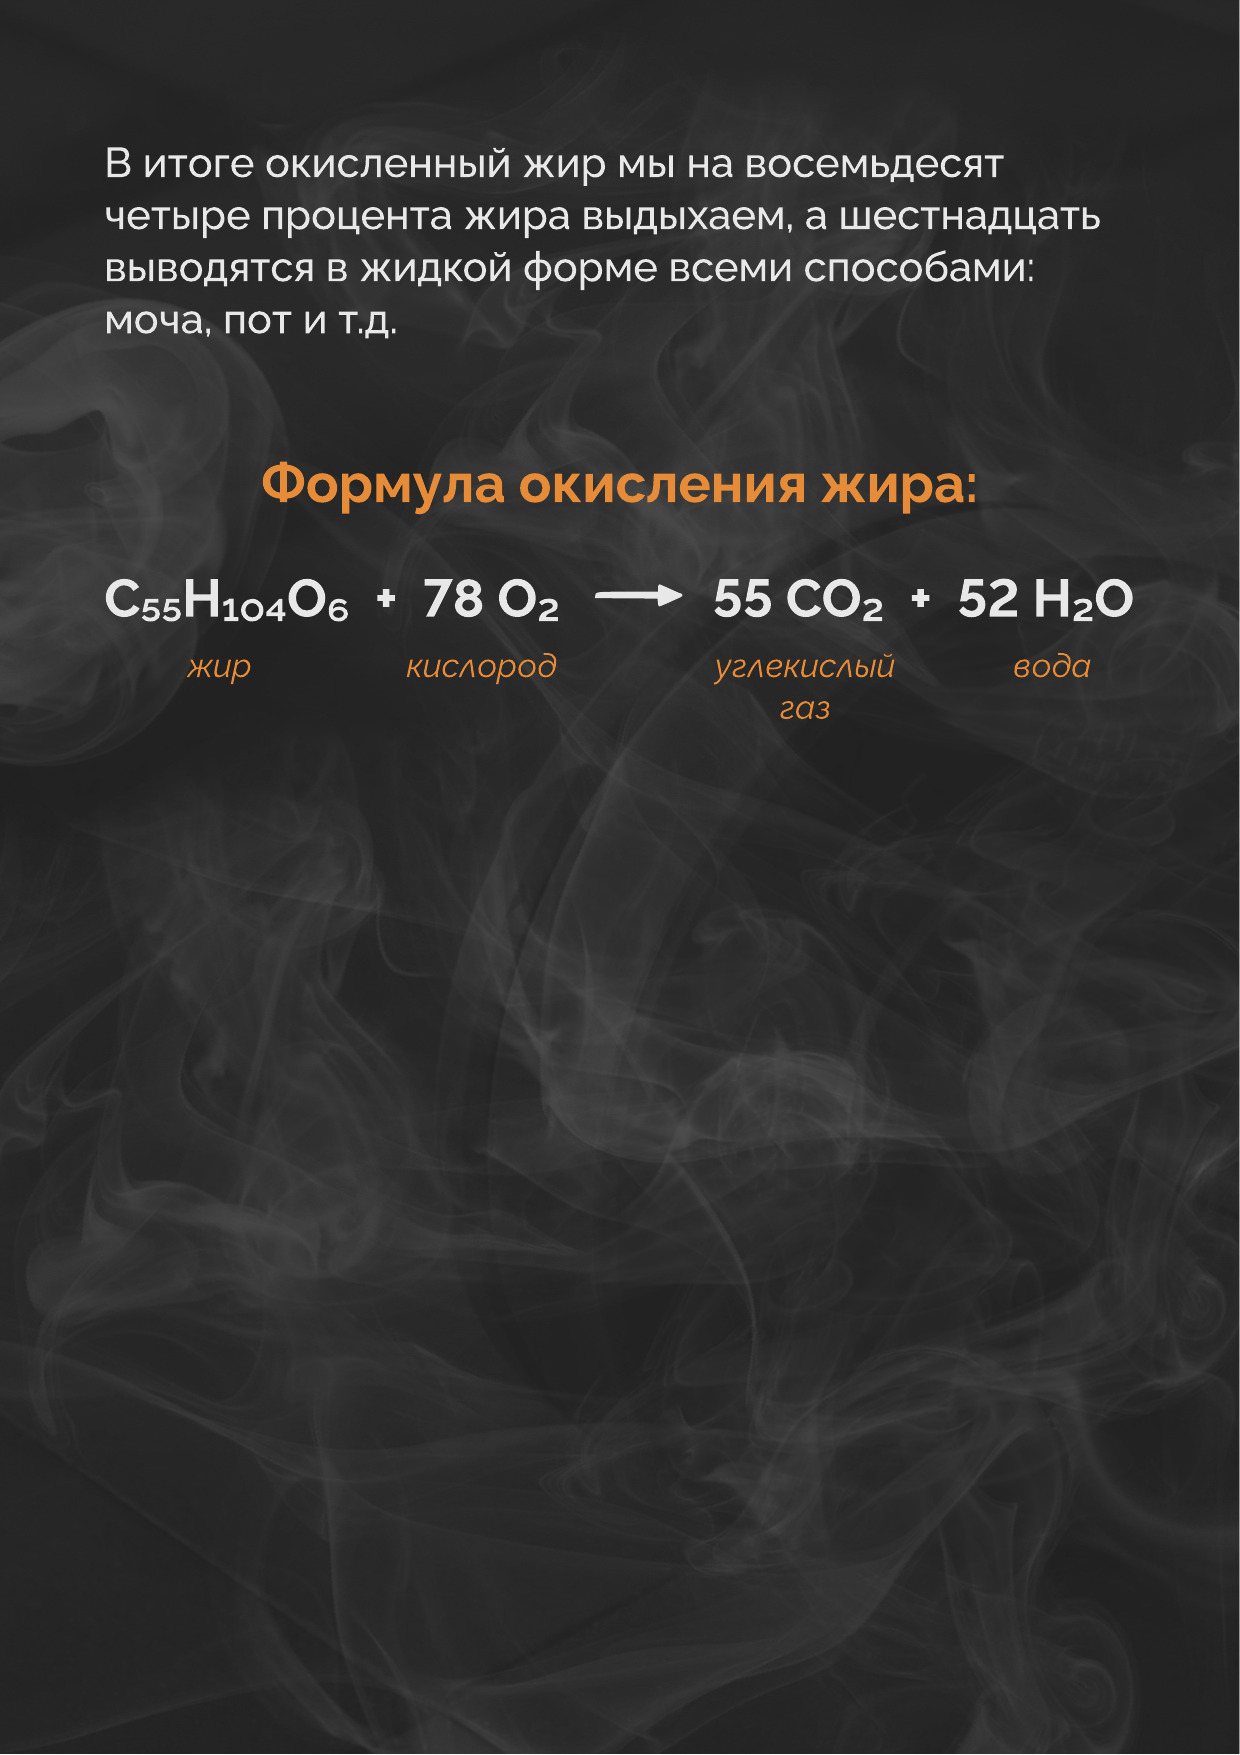 В итоге окисленный жир мы на восемьдесят
четыре процента жира выдыхаем, а шестнадцать
выводятся в жидкой форме всеми способами:
моча, пот и т.д.
Формула окисления жира:
C₅₅H₁₀₄O₆ + 78 O₂ → 55 CO₂ + 52 H₂O
жир кислород углекислый вода
газ